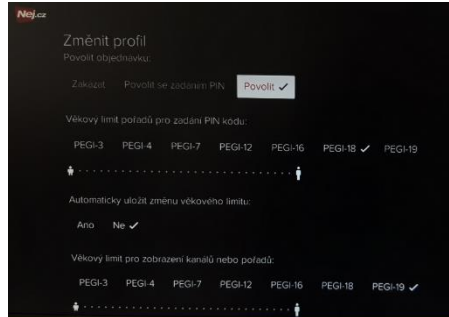 Nej.cz
Změnit profil
Povolit objednávku:
Zakázat Povolit se zadáním PIN Povolit ✓
Věkový limit pořadů pro zadání PIN kódu:
PEGI-3 PEGI-4 PEGI-7 PEGI-12 PEGI-16 PEGI-18 ✓ PEGI-19
Automaticky uložit změnu věkového limitu:
Ano Ne ✓
Věkový limit pro zobrazení kanálů nebo pořadů:
PEGI-3 PEGI-4 PEGI-7 PEGI-12 PEGI-16 PEGI-18 PEGI-19 ✓